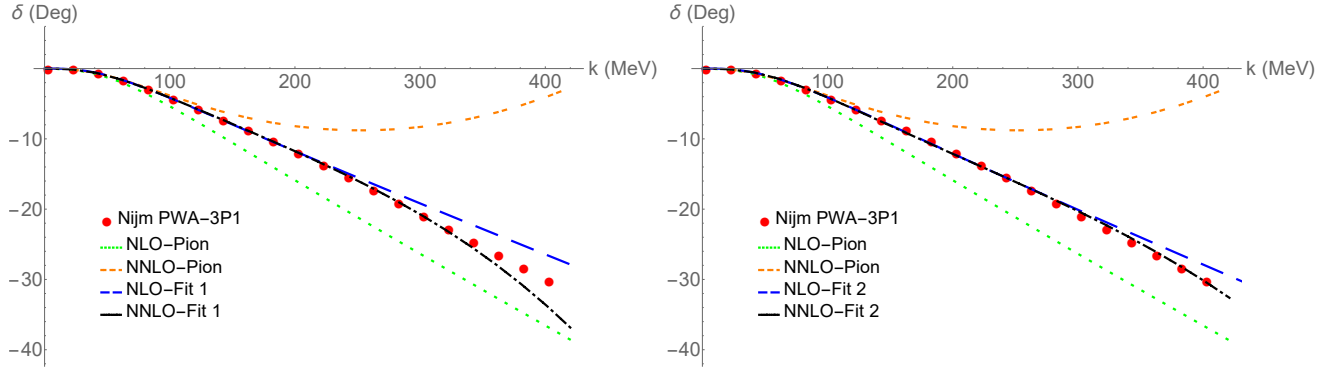 δ (Deg)
0
100
200
300
400
k (MeV)
−10
−20
−30
−40
Nijm PWA−3P1
NLO−Pion
NNLO−Pion
NLO−Fit 1
NNLO−Fit 1
δ (Deg)
0
100
200
300
400
k (MeV)
−10
−20
−30
−40
Nijm PWA−3P1
NLO−Pion
NNLO−Pion
NLO−Fit 2
NNLO−Fit 2